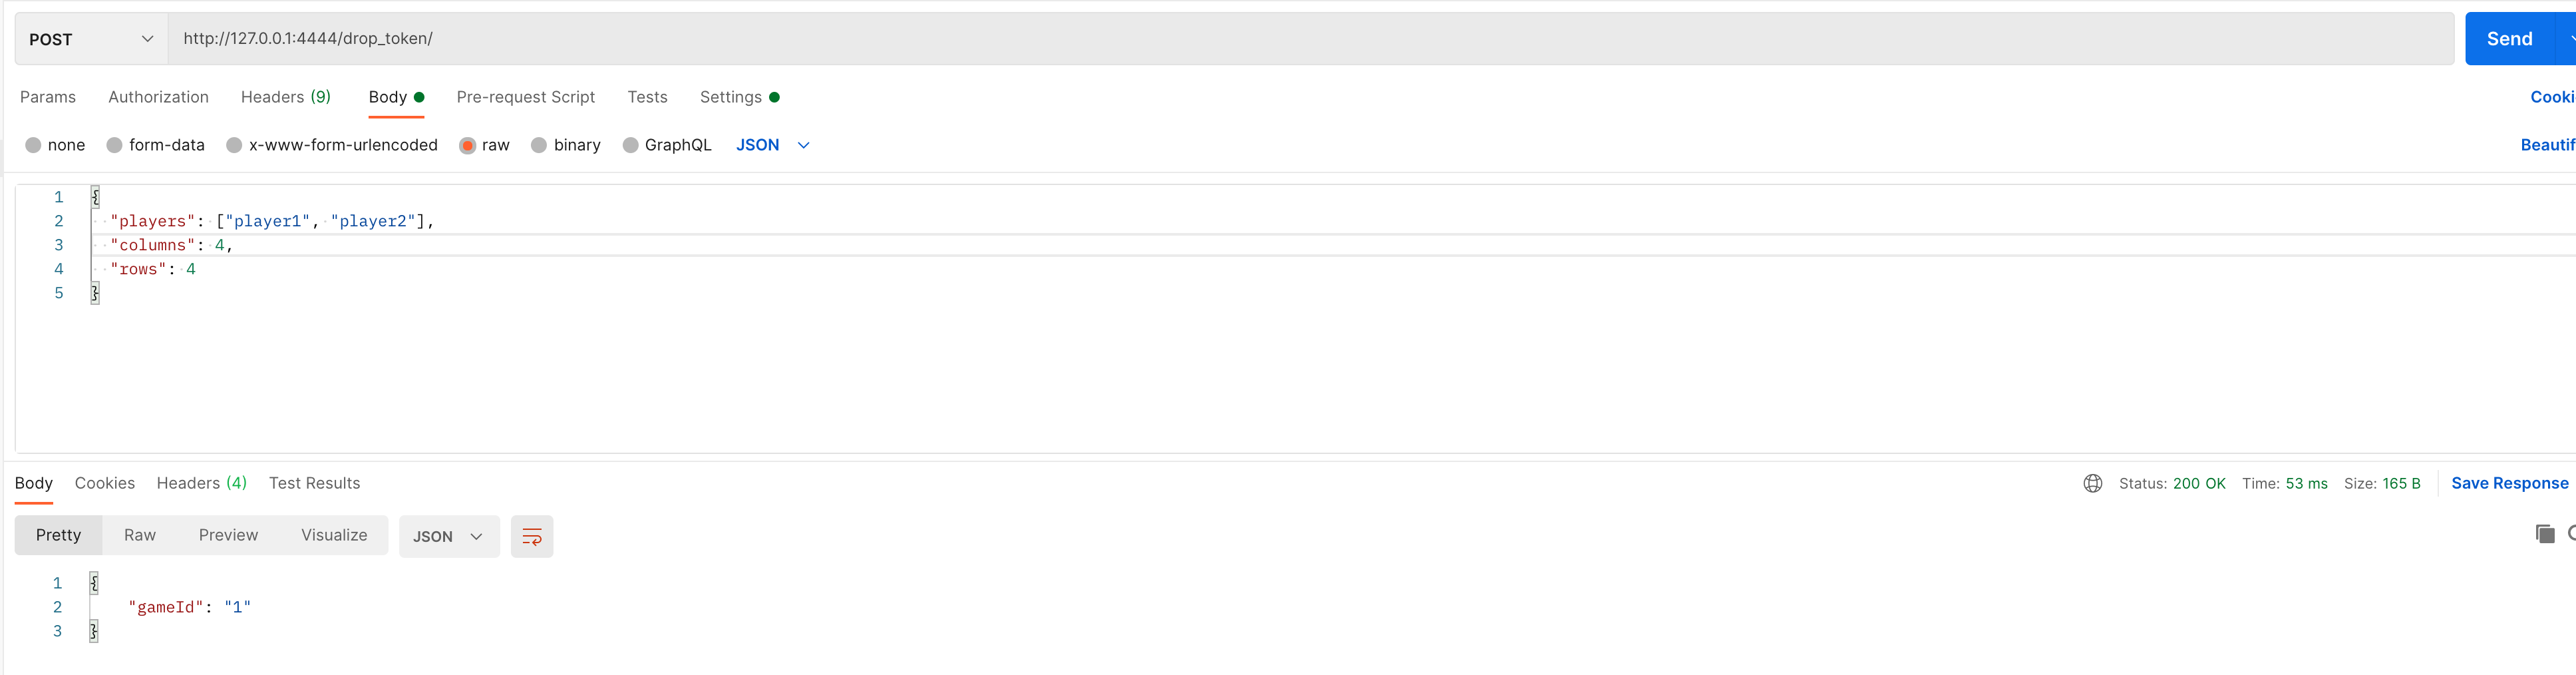 POST http://127.0.0.1:4444/drop_token/ Send
Params Authorization Headers (9) Body Pre-request Script Tests Settings Cooki
none form-data x-www-form-urlencoded raw binary GraphQL JSON Beautif
1 {
2 "players": ["player1", "player2"],
3 "columns": 4,
4 "rows": 4
5 }
Body Cookies Headers (4) Test Results Status: 200 OK Time: 53 ms Size: 165 B Save Response
Pretty Raw Preview Visualize JSON
1 {
2 "gameId": "1"
3 }